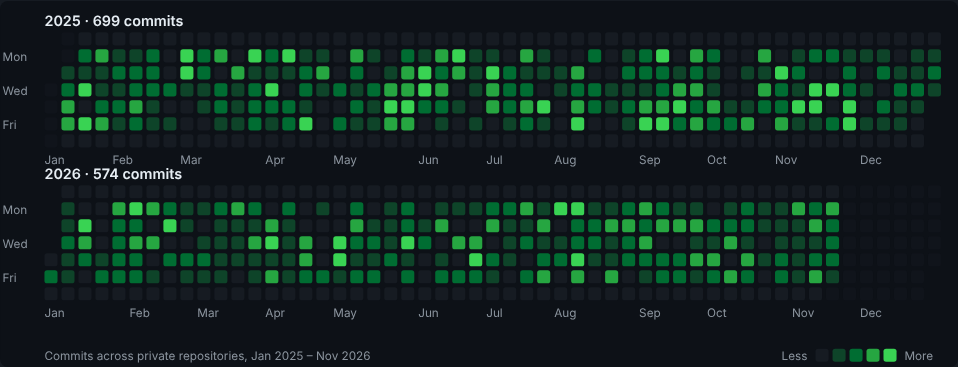 2025 · 699 commits
Mon
Wed
Fri
Jan Feb Mar Apr May Jun Jul Aug Sep Oct Nov Dec
2026 · 574 commits
Mon
Wed
Fri
Jan Feb Mar Apr May Jun Jul Aug Sep Oct Nov Dec
Commits across private repositories, Jan 2025 – Nov 2026
Less More